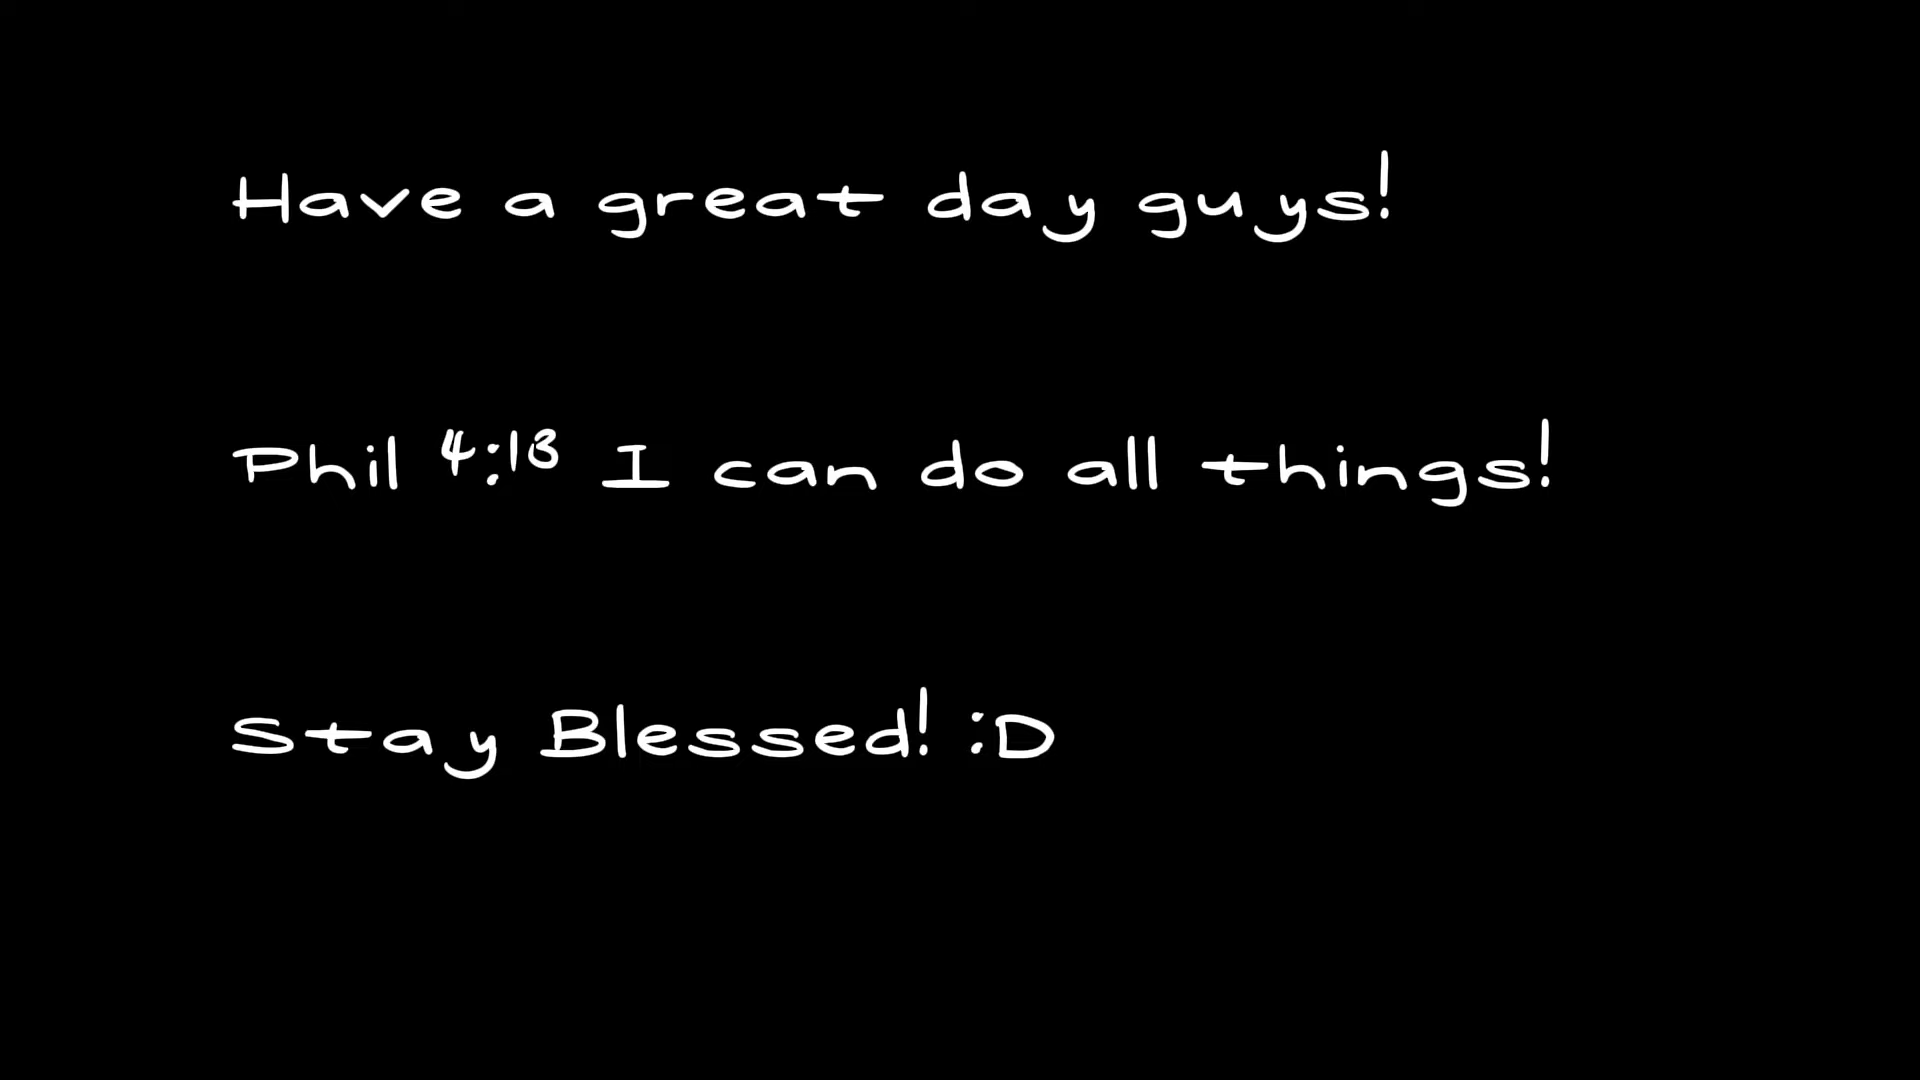 Have a great day guys!
Phil 4:13 I can do all things!
Stay Blessed! :D